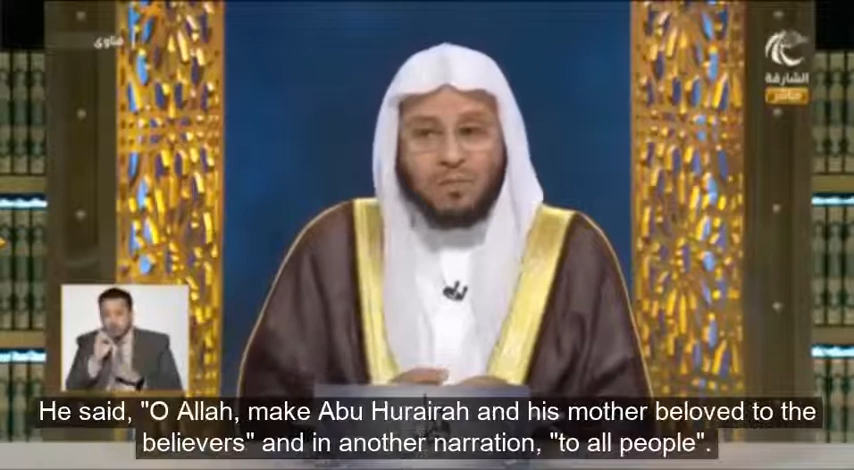 فتاوى
الشارقة
مباشر
He said, "O Allah, make Abu Hurairah and his mother beloved to the
believers" and in another narration, "to all people".